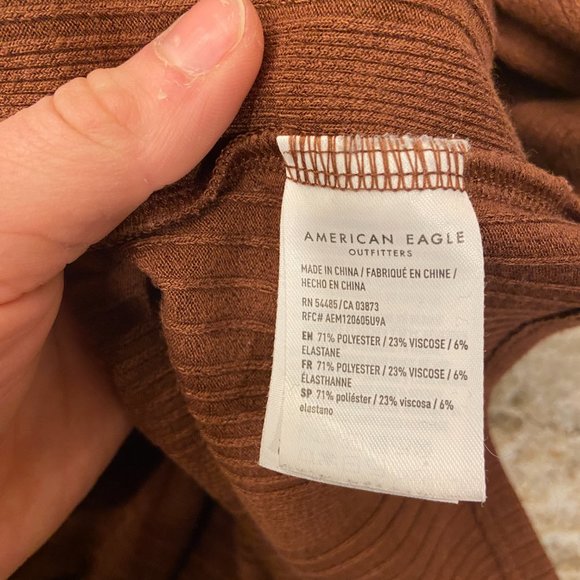 AMERICAN EAGLE
OUTFITTERS
MADE IN CHINA / FABRIQUÉ EN CHINE /
HECHO EN CHINA
RN 54485/CA 03873
RFC# AEM120605U9A
EN 71% POLYESTER / 23% VISCOSE / 6%
ELASTANE
FR 71% POLYESTER / 23% VISCOSE / 6%
ÉLASTHANNE
SP 71% poliéster / 23% viscosa / 6%
elastano